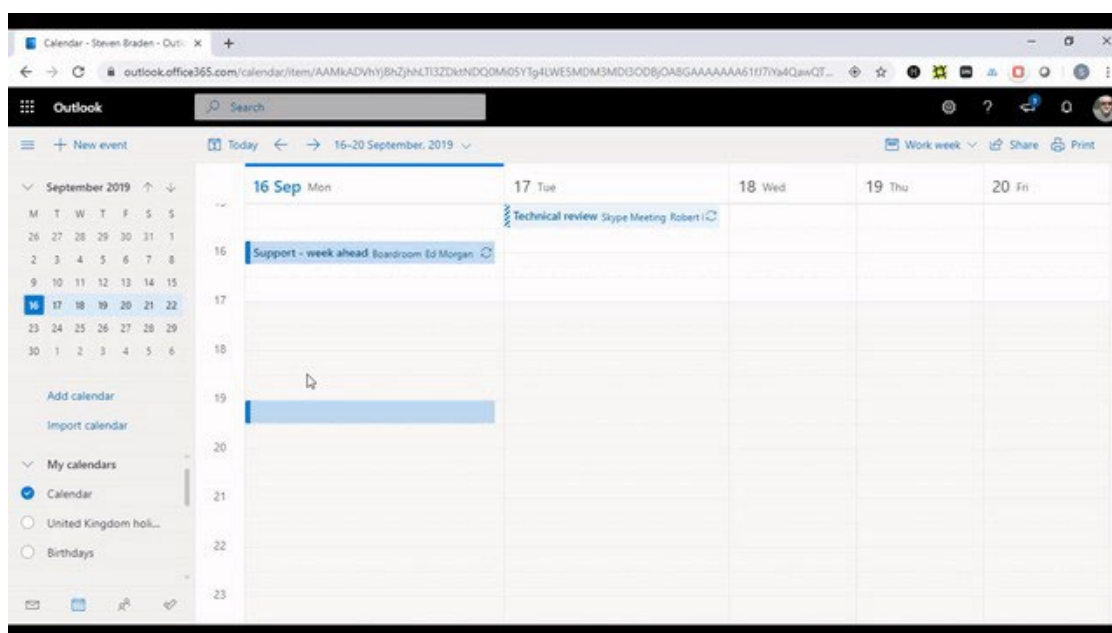 Calendar - Steven Braden - Outlo
outlook.office365.com/calendar/item/
Outlook
Search
New event
Today
16–20 September, 2019
Work week
Share
Print
September 2019
M T W T F S S
26 27 28 29 30 31 1
2 3 4 5 6 7 8
9 10 11 12 13 14 15
16 17 18 19 20 21 22
23 24 25 26 27 28 29
30 1 2 3 4 5 6
Add calendar
Import calendar
My calendars
Calendar
United Kingdom holi...
Birthdays
16 Sep Mon
17 Tue
18 Wed
19 Thu
20 Fri
Technical review Skype Meeting Robert
16
Support - week ahead Boardroom Ed Morgan
17
18
19
20
21
22
23